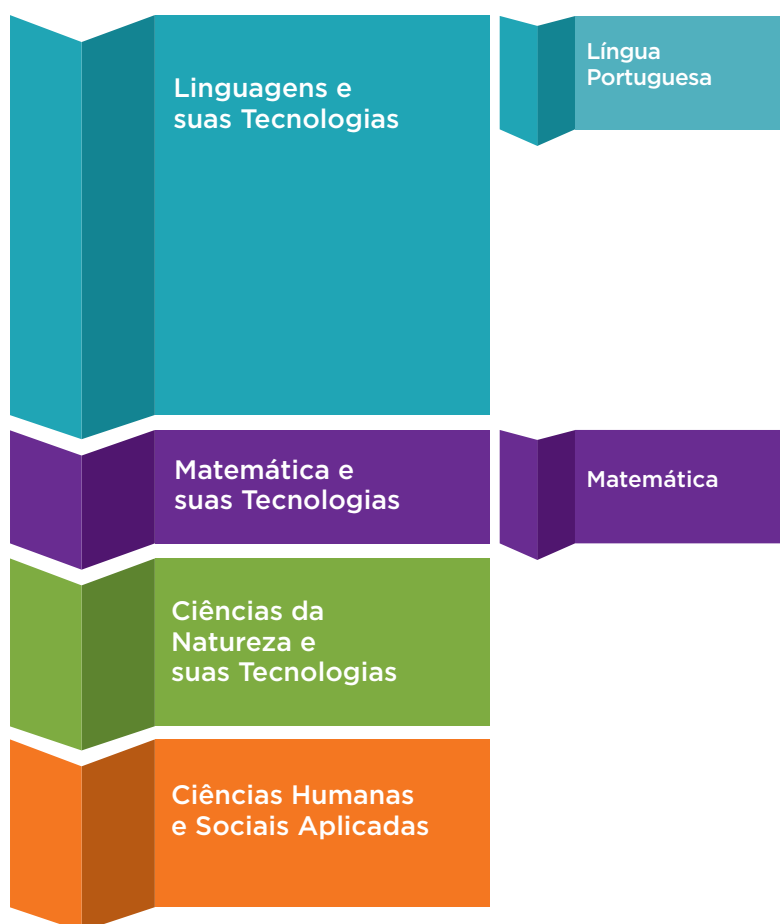 Linguagens e
suas Tecnologias
Língua
Portuguesa
Matemática e
suas Tecnologias
Matemática
Ciências da
Natureza e
suas Tecnologias
Ciências Humanas
e Sociais Aplicadas